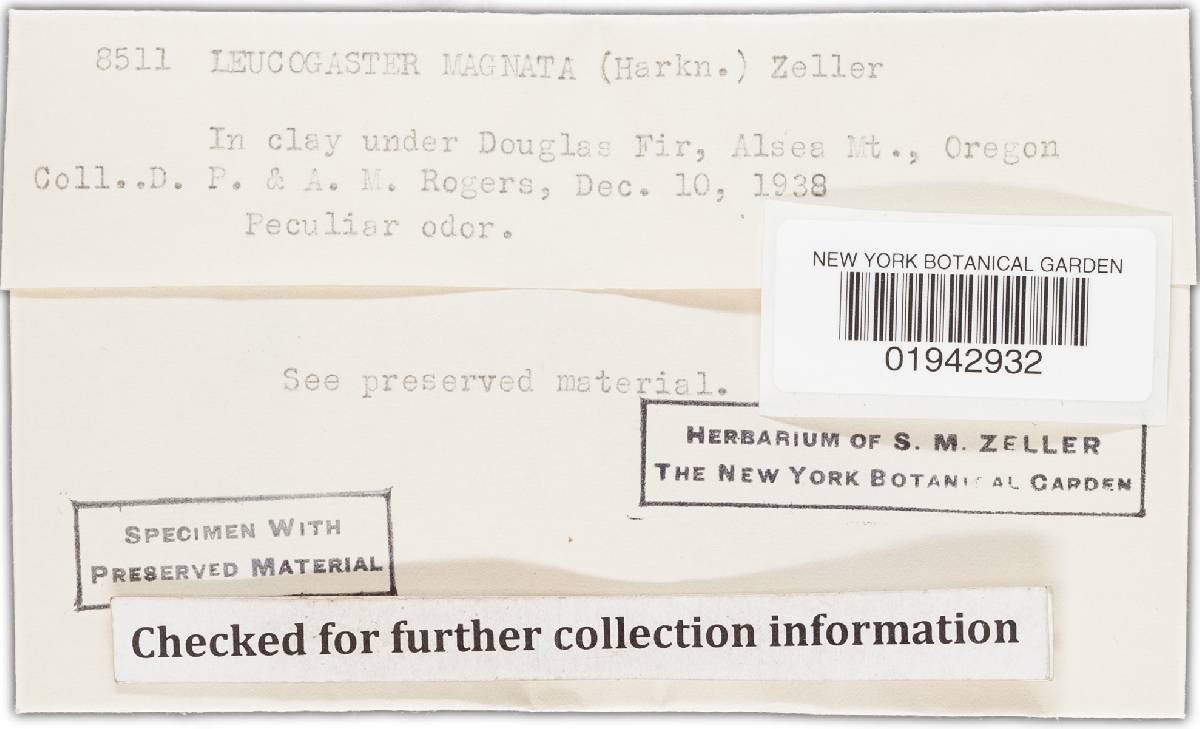 8511 LEUCOGASTER MAGNATA (Harkn.) Zeller
In clay under Douglas Fir, Alsea Mt., Oregon
Coll..D. P. & A. M. Rogers, Dec. 10, 1938
Peculiar odor.
NEW YORK BOTANICAL GARDEN
01942932
See preserved material.
HERBARIUM OF S. M. ZELLER
THE NEW YORK BOTANICAL GARDEN
SPECIMEN WITH
PRESERVED MATERIAL
Checked for further collection information